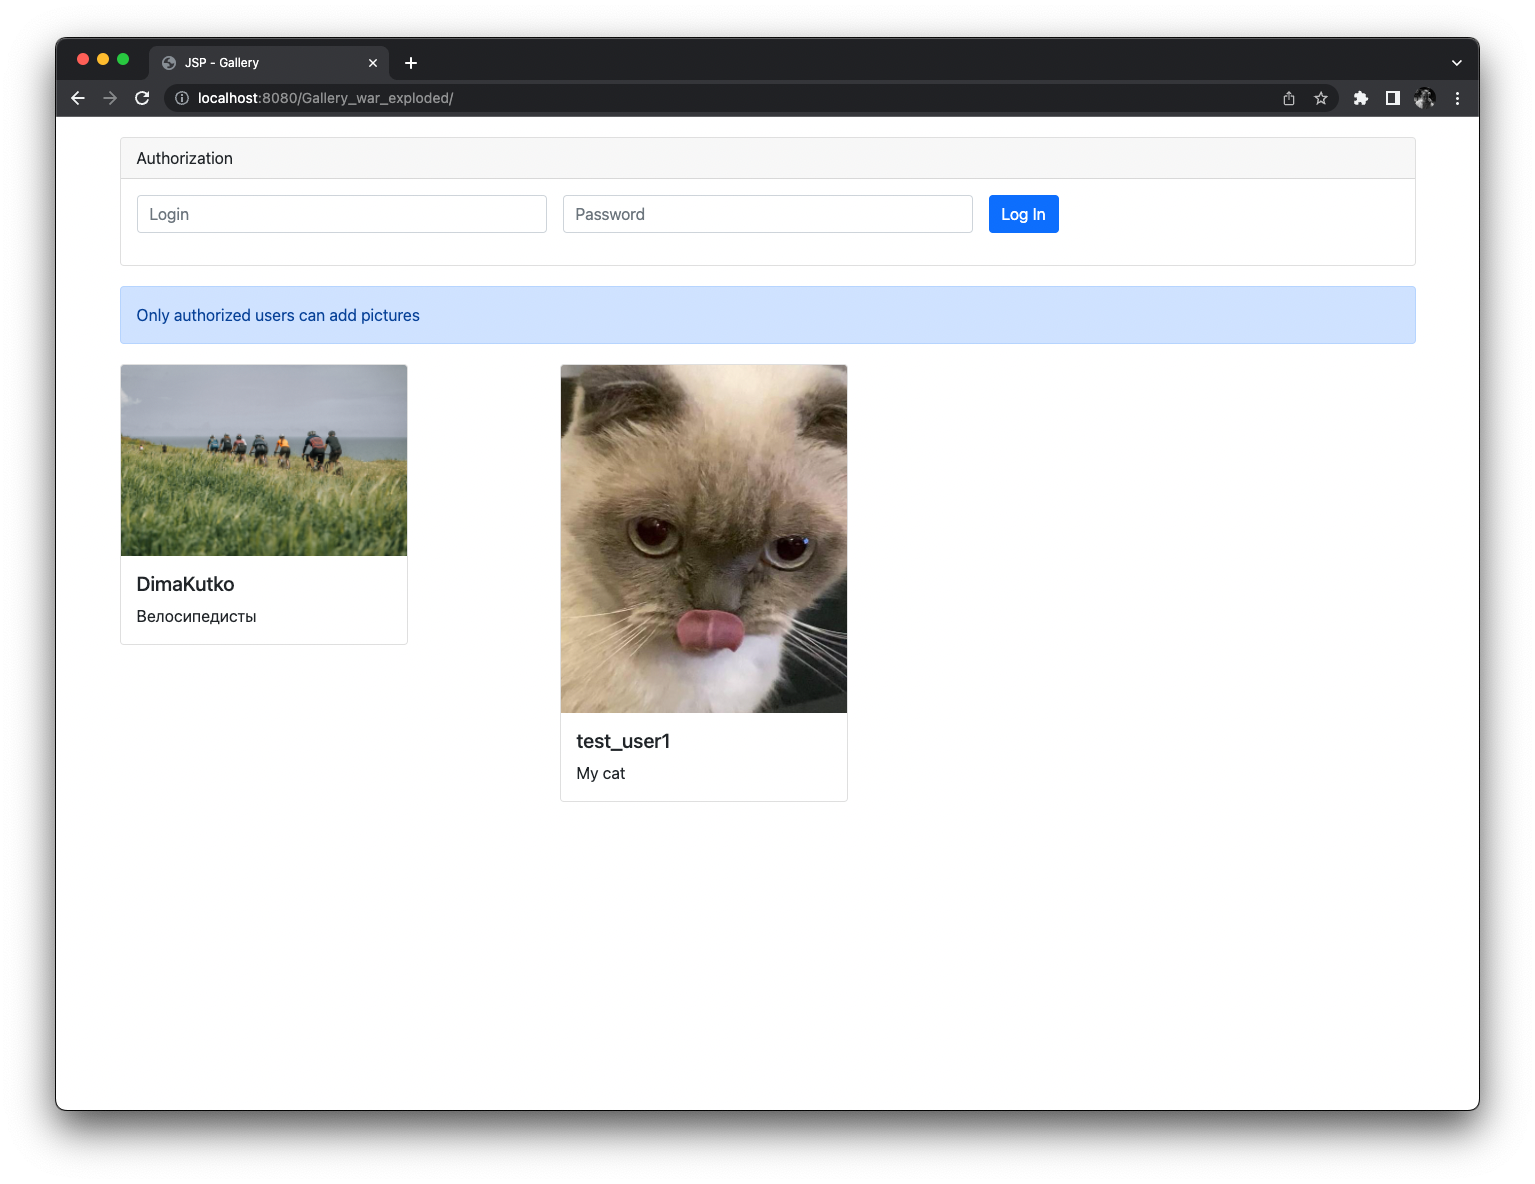 JSP - Gallery
localhost:8080/Gallery_war_exploded/
Authorization
Login
Password
Log In
Only authorized users can add pictures
DimaKutko
Велосипедисты
test_user1
My cat